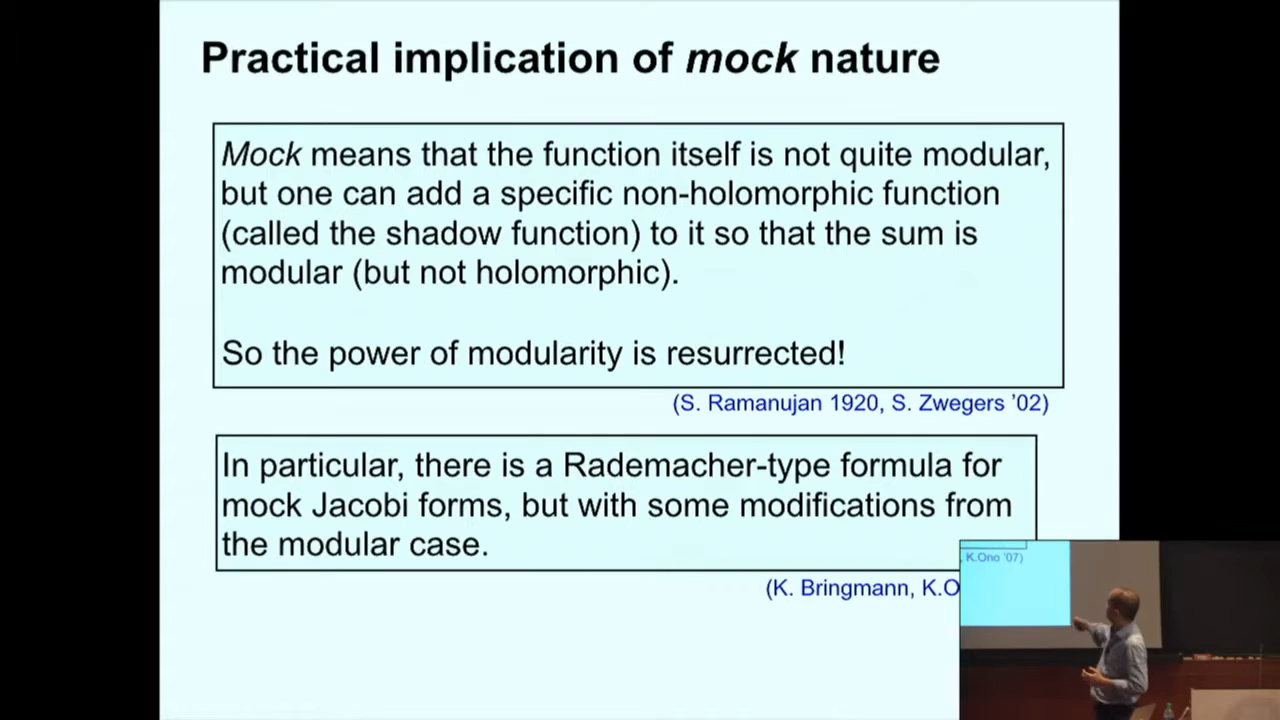 Practical implication of mock nature
Mock means that the function itself is not quite modular,
but one can add a specific non-holomorphic function
(called the shadow function) to it so that the sum is
modular (but not holomorphic).
So the power of modularity is resurrected!
(S. Ramanujan 1920, S. Zwegers ’02)
In particular, there is a Rademacher-type formula for
mock Jacobi forms, but with some modifications from
the modular case.
(K. Bringmann, K.O
, K.Ono ’07)